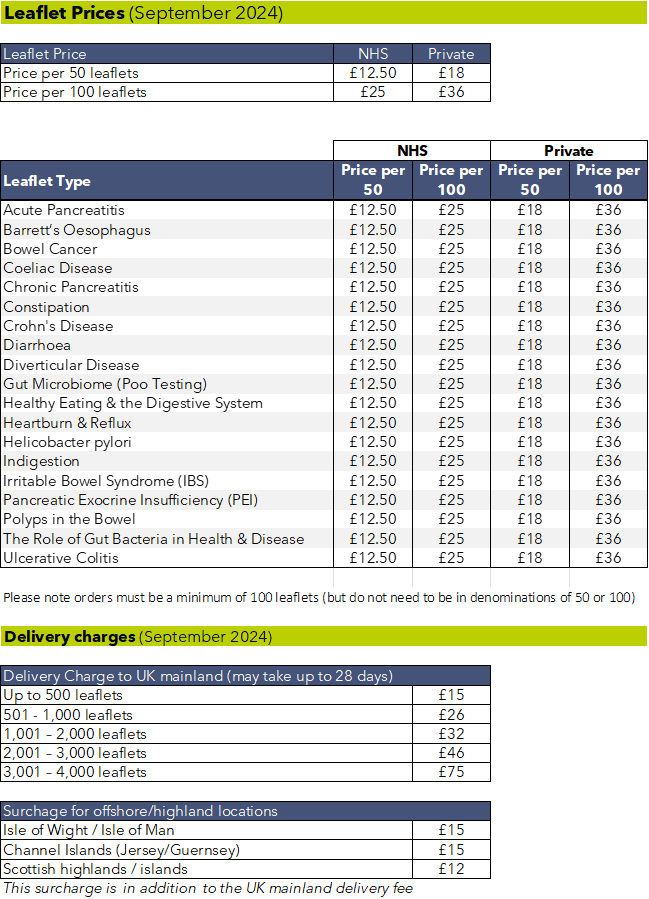 Leaflet Prices (September 2024)
Leaflet Price NHS Private
Price per 50 leaflets £12.50 £18
Price per 100 leaflets £25 £36
NHS Private
Leaflet Type Price per 50 Price per 100 Price per 50 Price per 100
Acute Pancreatitis £12.50 £25 £18 £36
Barrett's Oesophagus £12.50 £25 £18 £36
Bowel Cancer £12.50 £25 £18 £36
Coeliac Disease £12.50 £25 £18 £36
Chronic Pancreatitis £12.50 £25 £18 £36
Constipation £12.50 £25 £18 £36
Crohn's Disease £12.50 £25 £18 £36
Diarrhoea £12.50 £25 £18 £36
Diverticular Disease £12.50 £25 £18 £36
Gut Microbiome (Poo Testing) £12.50 £25 £18 £36
Healthy Eating & the Digestive System £12.50 £25 £18 £36
Heartburn & Reflux £12.50 £25 £18 £36
Helicobacter pylori £12.50 £25 £18 £36
Indigestion £12.50 £25 £18 £36
Irritable Bowel Syndrome (IBS) £12.50 £25 £18 £36
Pancreatic Exocrine Insufficiency (PEI) £12.50 £25 £18 £36
Polyps in the Bowel £12.50 £25 £18 £36
The Role of Gut Bacteria in Health & Disease £12.50 £25 £18 £36
Ulcerative Colitis £12.50 £25 £18 £36
Please note orders must be a minimum of 100 leaflets (but do not need to be in denominations of 50 or 100)
Delivery charges (September 2024)
Delivery Charge to UK mainland (may take up to 28 days)
Up to 500 leaflets £15
501 - 1,000 leaflets £26
1,001 – 2,000 leaflets £32
2,001 – 3,000 leaflets £46
3,001 – 4,000 leaflets £75
Surchage for offshore/highland locations
Isle of Wight / Isle of Man £15
Channel Islands (Jersey/Guernsey) £15
Scottish highlands / islands £12
This surcharge is in addition to the UK mainland delivery fee